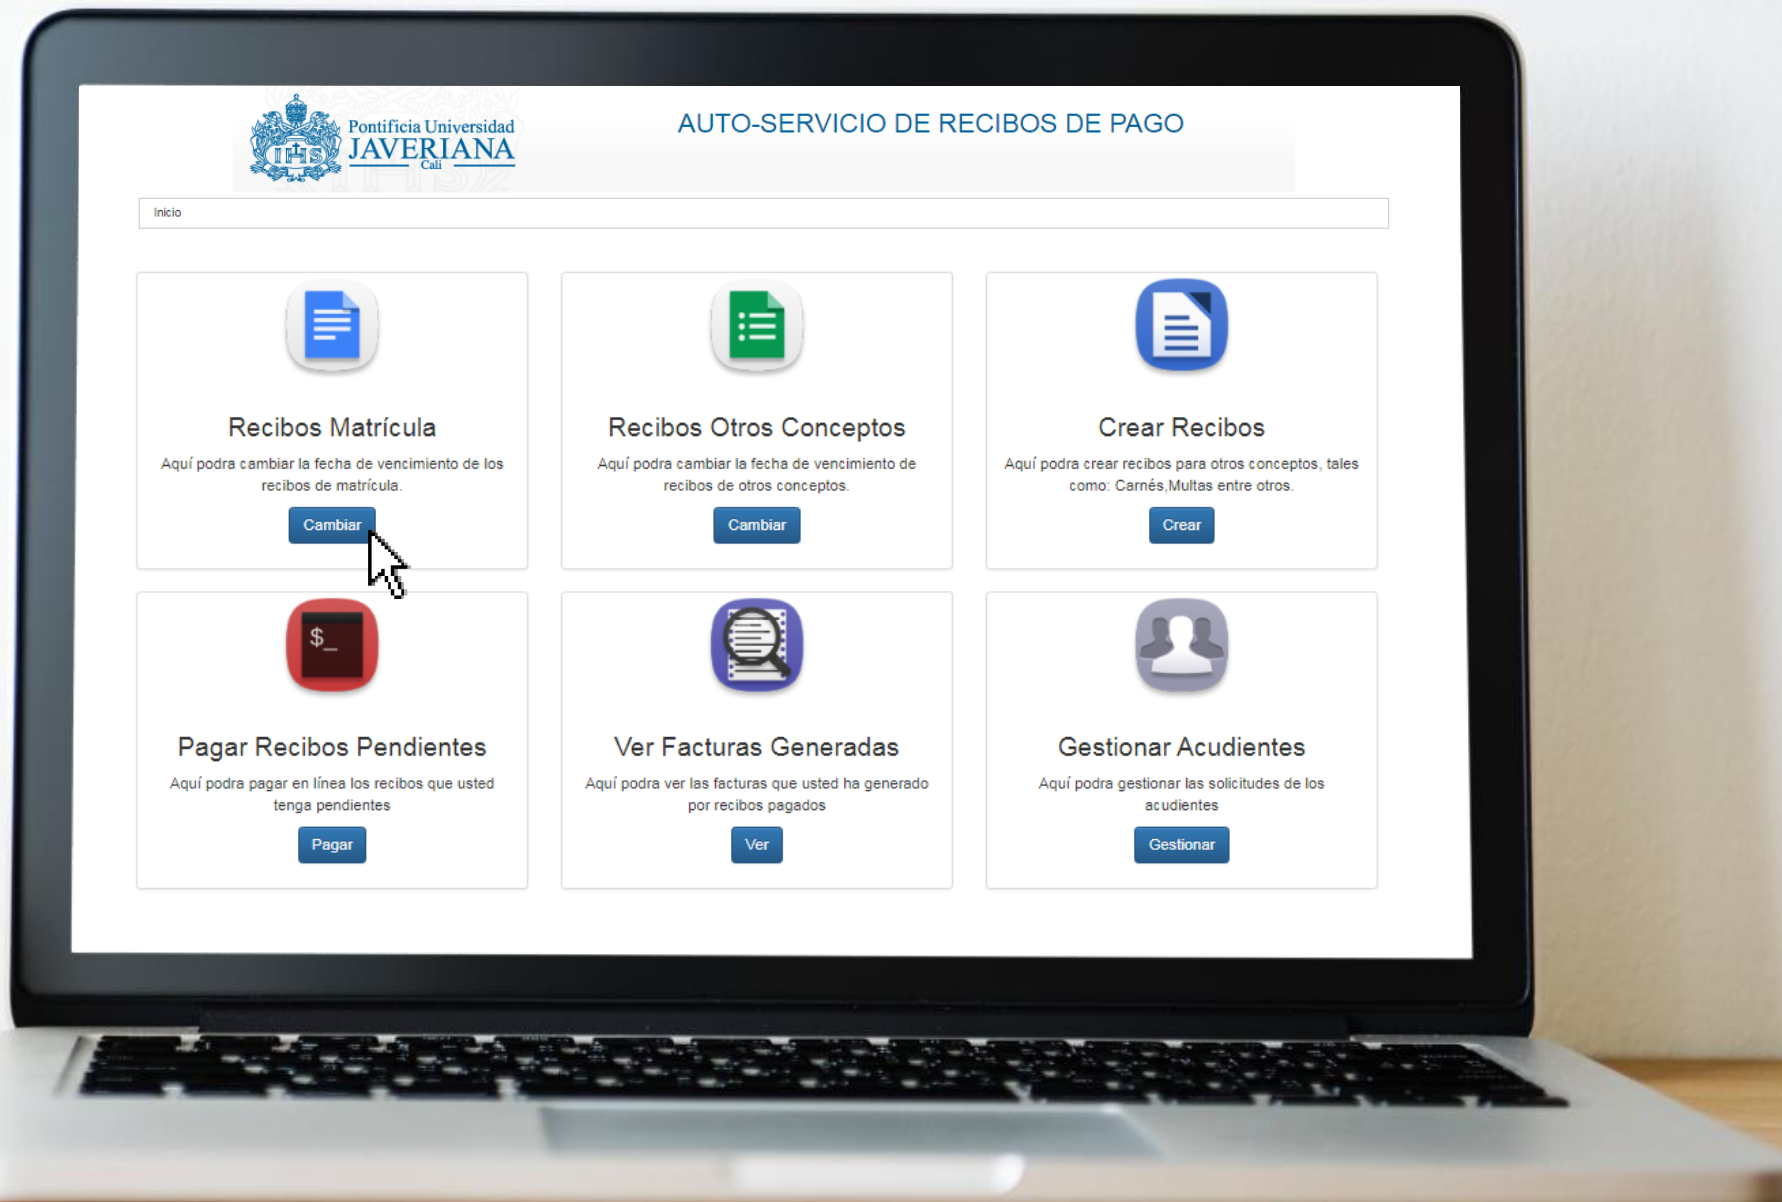 Pontificia Universidad
JAVERIANA
Cali
AUTO-SERVICIO DE RECIBOS DE PAGO
Inicio
Recibos Matrícula
Aquí podra cambiar la fecha de vencimiento de los
recibos de matrícula.
Cambiar
Recibos Otros Conceptos
Aquí podra cambiar la fecha de vencimiento de
recibos de otros conceptos.
Cambiar
Crear Recibos
Aquí podra crear recibos para otros conceptos, tales
como: Carnés,Multas entre otros.
Crear
$_
Pagar Recibos Pendientes
Aquí podra pagar en línea los recibos que usted
tenga pendientes
Pagar
Ver Facturas Generadas
Aquí podra ver las facturas que usted ha generado
por recibos pagados
Ver
Gestionar Acudientes
Aquí podra gestionar las solicitudes de los
acudientes
Gestionar
IHS